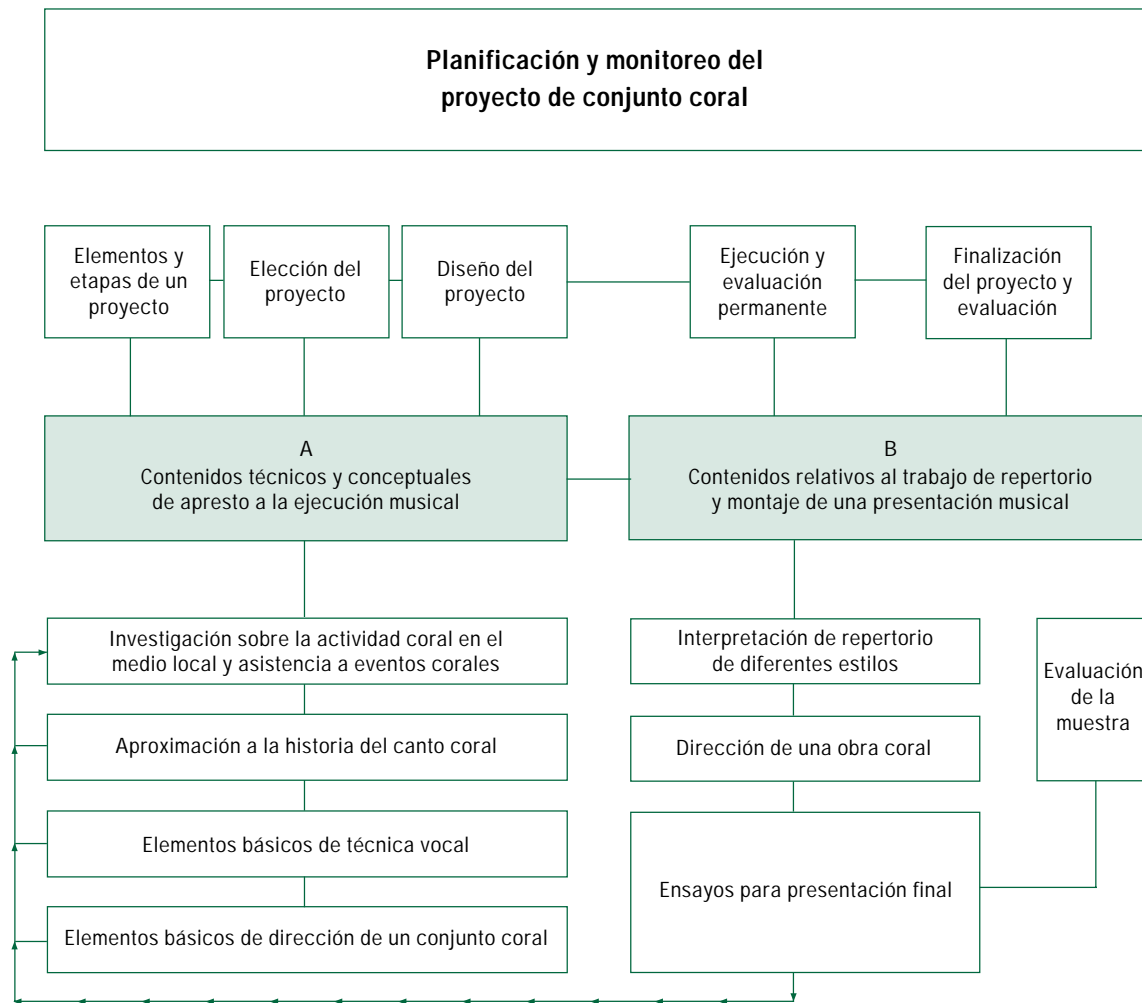 Planificación y monitoreo del
proyecto de conjunto coral
Elementos y
etapas de un
proyecto
Elección del
proyecto
Diseño del
proyecto
Ejecución y
evaluación
permanente
Finalización
del proyecto y
evaluación
A
Contenidos técnicos y conceptuales
de apresto a la ejecución musical
B
Contenidos relativos al trabajo de repertorio
y montaje de una presentación musical
Investigación sobre la actividad coral en el
medio local y asistencia a eventos corales
Aproximación a la historia del canto coral
Elementos básicos de técnica vocal
Elementos básicos de dirección de un conjunto coral
Interpretación de repertorio
de diferentes estilos
Dirección de una obra coral
Ensayos para presentación final
Evaluación
de la
muestra